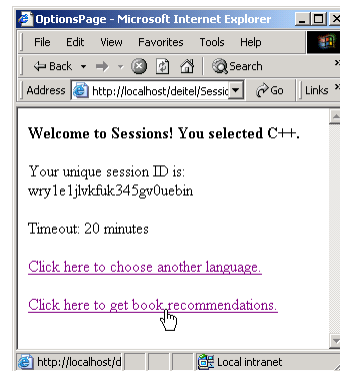 OptionsPage - Microsoft Internet Explorer
File Edit View Favorites Tools Help
Back Search »
Address http://localhost/deitel/Sessic Go Links »
Welcome to Sessions! You selected C++.
Your unique session ID is:
wry1e1jlvkfuk345gv0uebin
Timeout: 20 minutes
Click here to choose another language.
Click here to get book recommendations.
http://localhost/d Local intranet